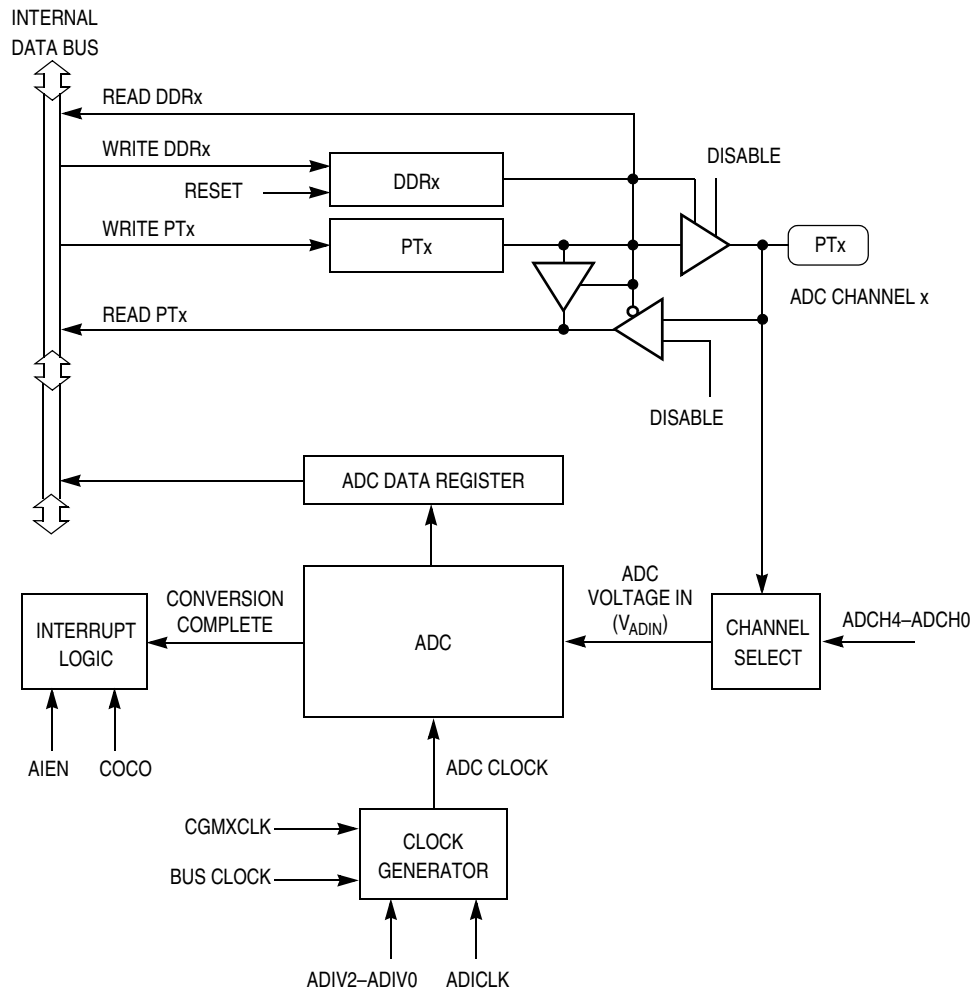 INTERNAL
DATA BUS
READ DDRx
WRITE DDRx
RESET
DDRx
DISABLE
WRITE PTx
PTx
PTx
ADC CHANNEL x
READ PTx
DISABLE
ADC DATA REGISTER
INTERRUPT
LOGIC
CONVERSION
COMPLETE
ADC
ADC
VOLTAGE IN
(VADIN)
CHANNEL
SELECT
ADCH4–ADCH0
AIEN
COCO
ADC CLOCK
CGMXCLK
BUS CLOCK
CLOCK
GENERATOR
ADIV2–ADIV0
ADICLK